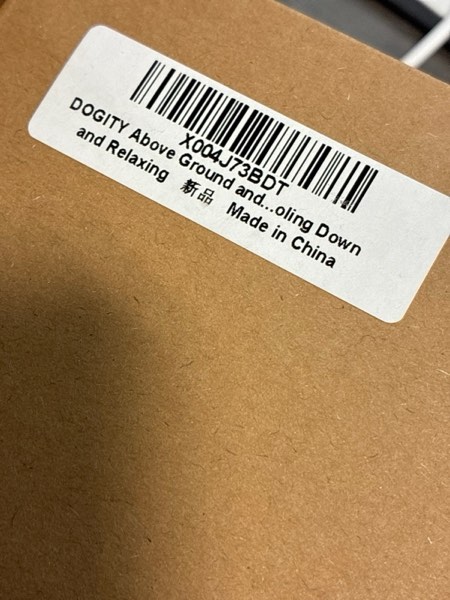 X004J73BDT
DOGITY Above Ground and...oling Down
and Relaxing 新品 Made in China